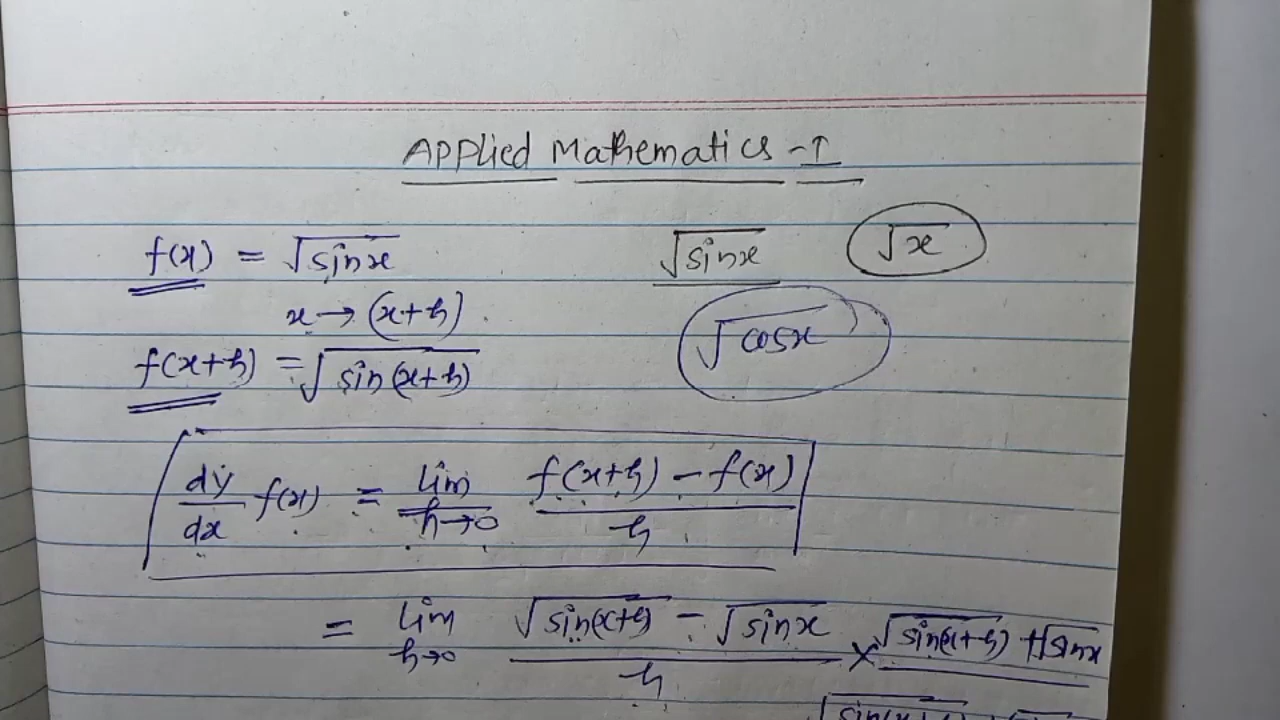 Applied Mathematics - I
f(x) = √sinx √sinx √x
x → (x+h)
f(x+h) = √sin(x+h) √cosx
dy/dx f(x) = lim h→0 f(x+h) - f(x) / h
= lim h→0 √sin(x+h) - √sinx / h × √sin(x+h) + √sinx